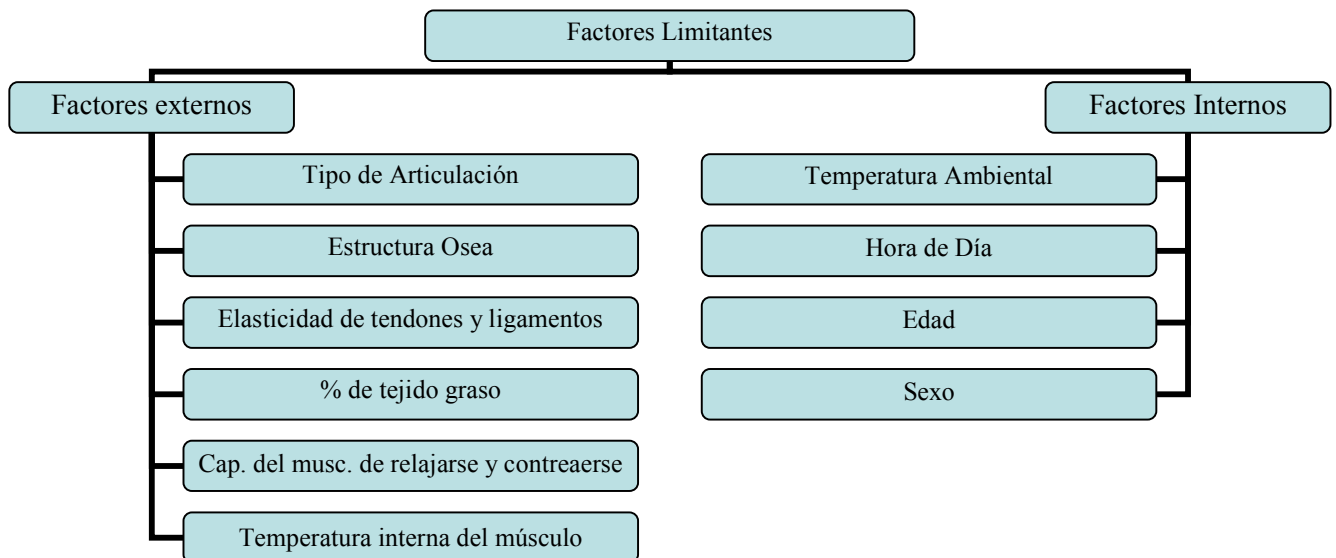 Factores Limitantes
Factores externos
Tipo de Articulación
Estructura Osea
Elasticidad de tendones y ligamentos
% de tejido graso
Cap. del musc. de relajarse y contreaerse
Temperatura interna del músculo
Factores Internos
Temperatura Ambiental
Hora de Día
Edad
Sexo